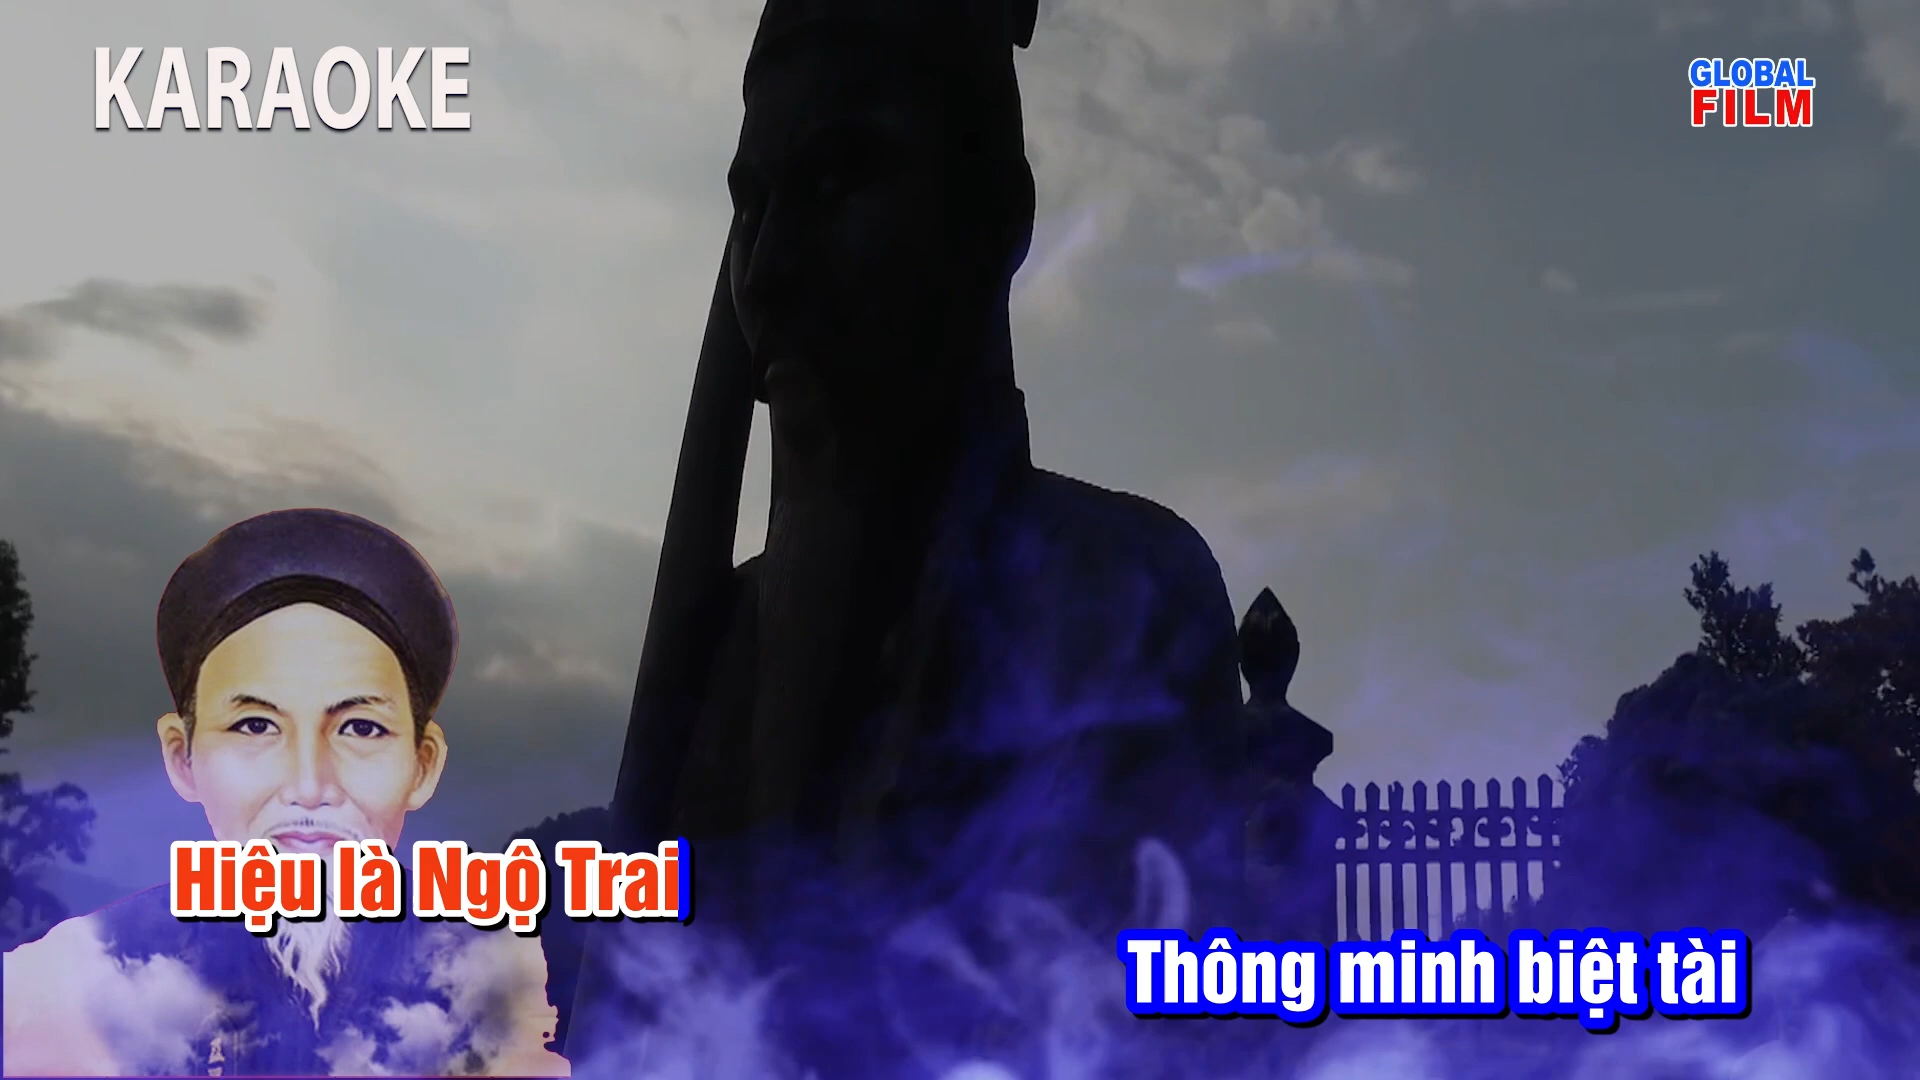 KARAOKE
GLOBAL
FILM
Hiệu là Ngộ Trai
Thông minh biệt tài